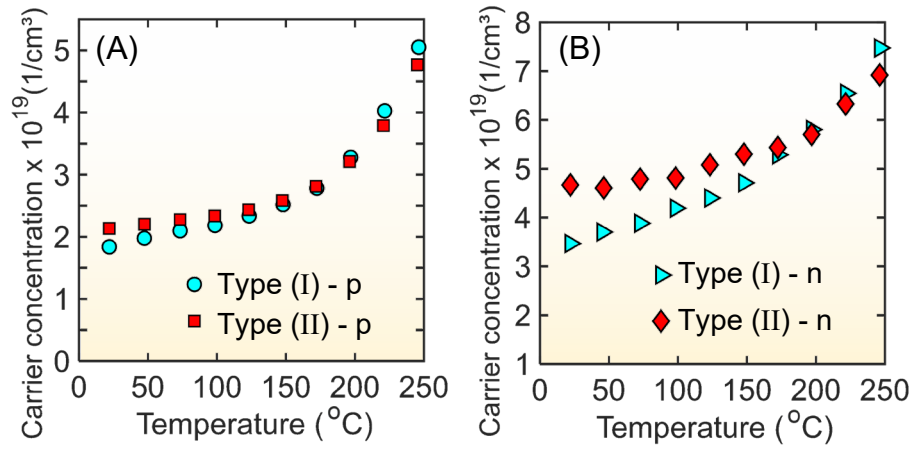 (A)
Carrier concentration x 10¹⁹(1/cm³)
5
4
3
2
1
0
Type (I) - p
Type (II) - p
0 50 100 150 200 250
Temperature (°C)
(B)
Carrier concentration x 10¹⁹(1/cm³)
8
7
6
5
4
3
2
1
Type (I) - n
Type (II) - n
0 50 100 150 200 250
Temperature (°C)